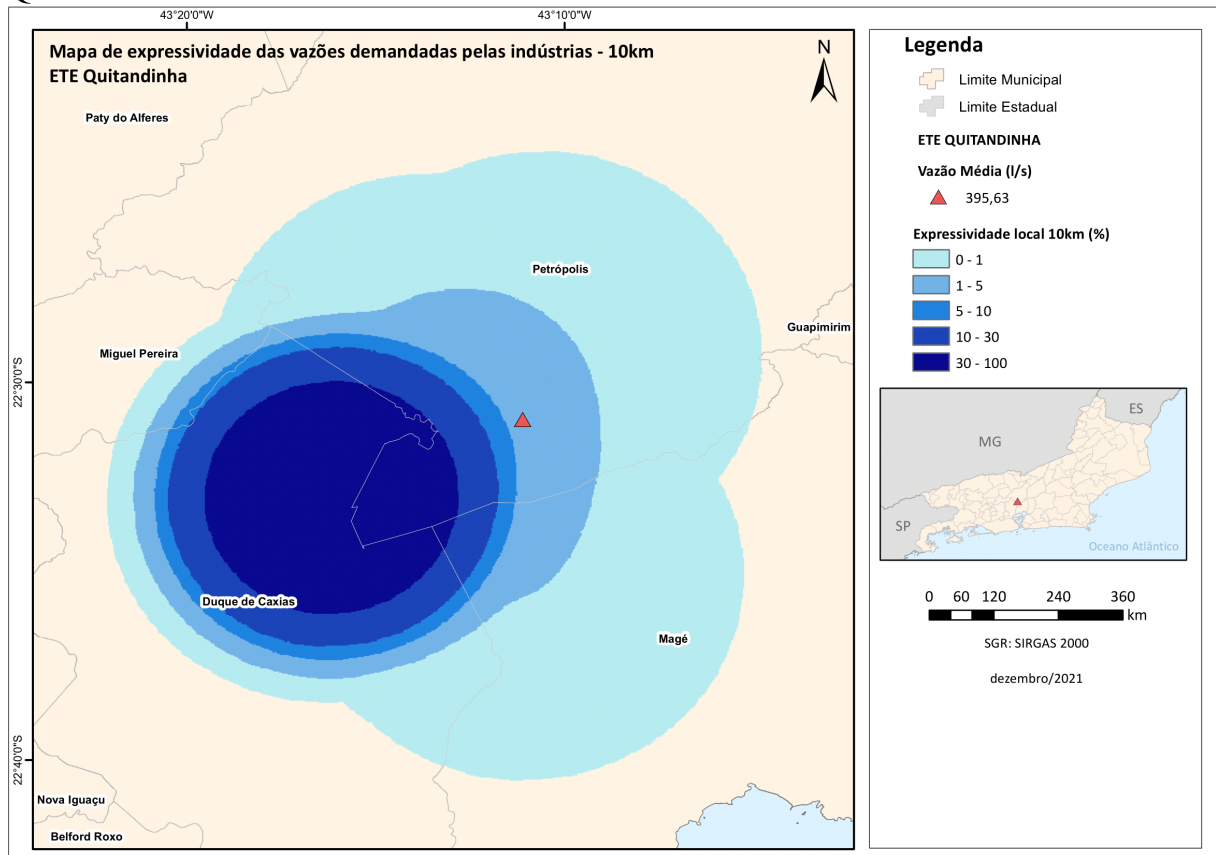 43°20'0"W
43°10'0"W
Mapa de expressividade das vazões demandadas pelas indústrias - 10km
ETE Quitandinha
N
Paty do Alferes
Petrópolis
Guapimirim
Miguel Pereira
22°30'0"S
Duque de Caxias
Magé
22°40'0"S
Nova Iguaçu
Belford Roxo
Legenda
Limite Municipal
Limite Estadual
ETE QUITANDINHA
Vazão Média (l/s)
395,63
Expressividade local 10km (%)
0 - 1
1 - 5
5 - 10
10 - 30
30 - 100
ES
MG
SP
Oceano Atlântico
0 60 120 240 360
km
SGR: SIRGAS 2000
dezembro/2021